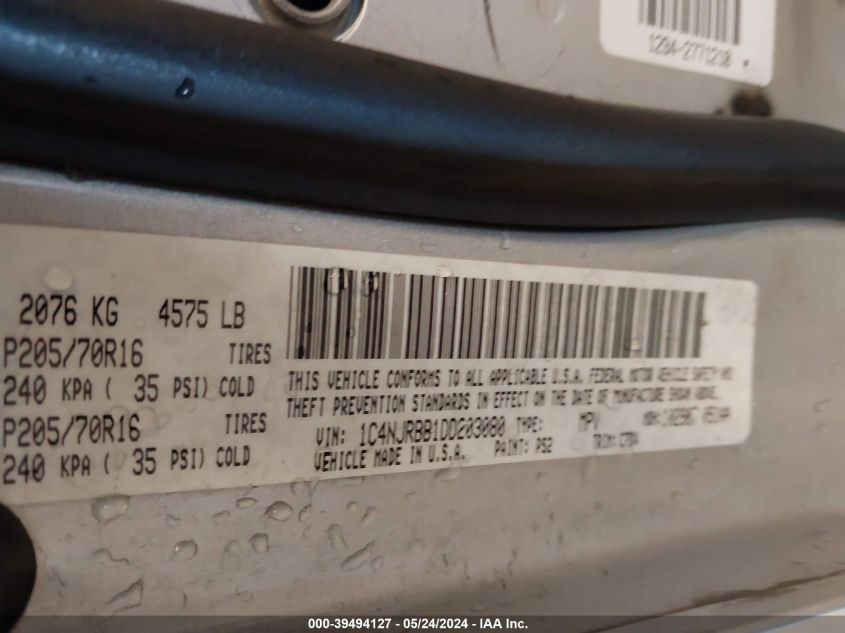 1294-2771210
2076 KG 4575 LB
P205/70R16 TIRES
240 KPA ( 35 PSI) COLD
P205/70R16 TIRES
240 KPA ( 35 PSI) COLD
THIS VEHICLE CONFORMS TO ALL APPLICABLE U.S.A. FEDERAL MOTOR VEHICLE SAFETY AND
THEFT PREVENTION STANDARDS IN EFFECT ON THE DATE OF MANUFACTURE SHOWN ABOVE.
VIN: 1C4NJRBB1DD203080 TYPE: MPV MDH:
VEHICLE MADE IN U.S.A. PAINT: PS2 TRIM:
000-39494127 - 05/24/2024 - IAA Inc.